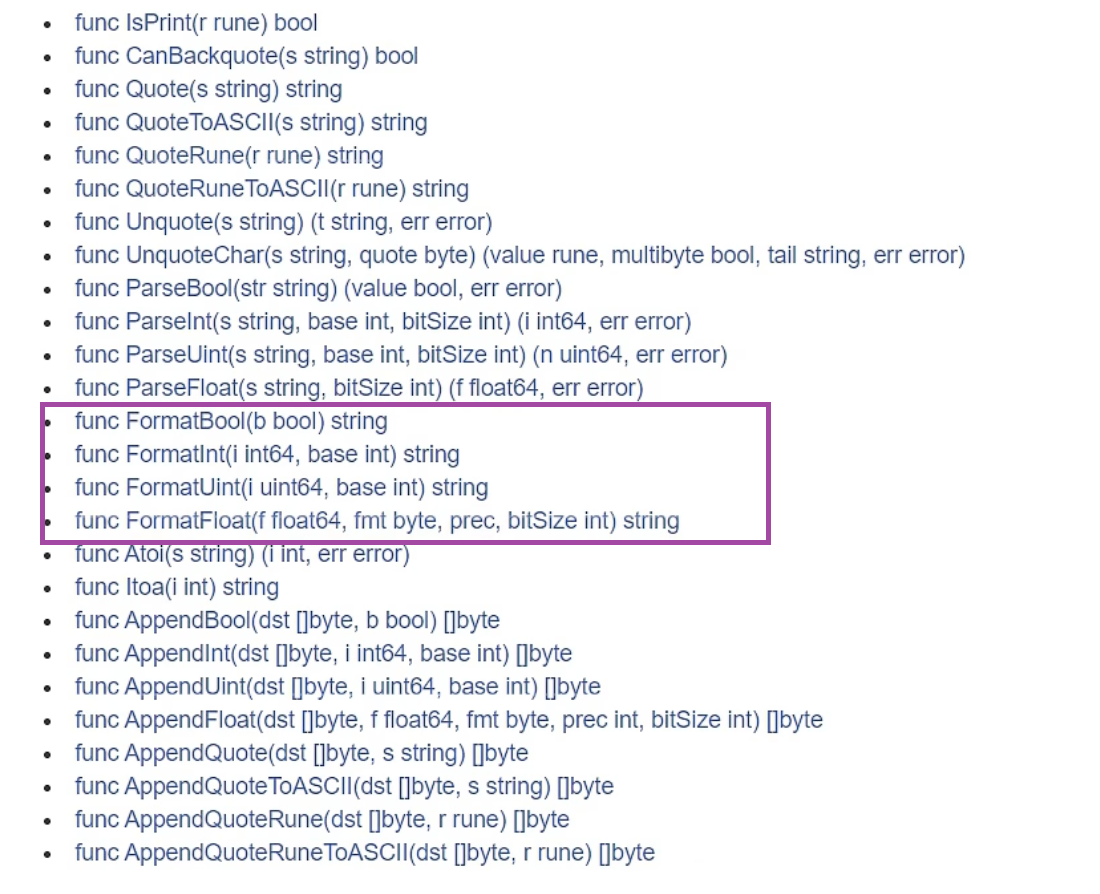 func IsPrint(r rune) bool
func CanBackquote(s string) bool
func Quote(s string) string
func QuoteToASCII(s string) string
func QuoteRune(r rune) string
func QuoteRuneToASCII(r rune) string
func Unquote(s string) (t string, err error)
func UnquoteChar(s string, quote byte) (value rune, multibyte bool, tail string, err error)
func ParseBool(str string) (value bool, err error)
func ParseInt(s string, base int, bitSize int) (i int64, err error)
func ParseUint(s string, base int, bitSize int) (n uint64, err error)
func ParseFloat(s string, bitSize int) (f float64, err error)
func FormatBool(b bool) string
func FormatInt(i int64, base int) string
func FormatUint(i uint64, base int) string
func FormatFloat(f float64, fmt byte, prec, bitSize int) string
func Atoi(s string) (i int, err error)
func Itoa(i int) string
func AppendBool(dst []byte, b bool) []byte
func AppendInt(dst []byte, i int64, base int) []byte
func AppendUint(dst []byte, i uint64, base int) []byte
func AppendFloat(dst []byte, f float64, fmt byte, prec int, bitSize int) []byte
func AppendQuote(dst []byte, s string) []byte
func AppendQuoteToASCII(dst []byte, s string) []byte
func AppendQuoteRune(dst []byte, r rune) []byte
func AppendQuoteRuneToASCII(dst []byte, r rune) []byte